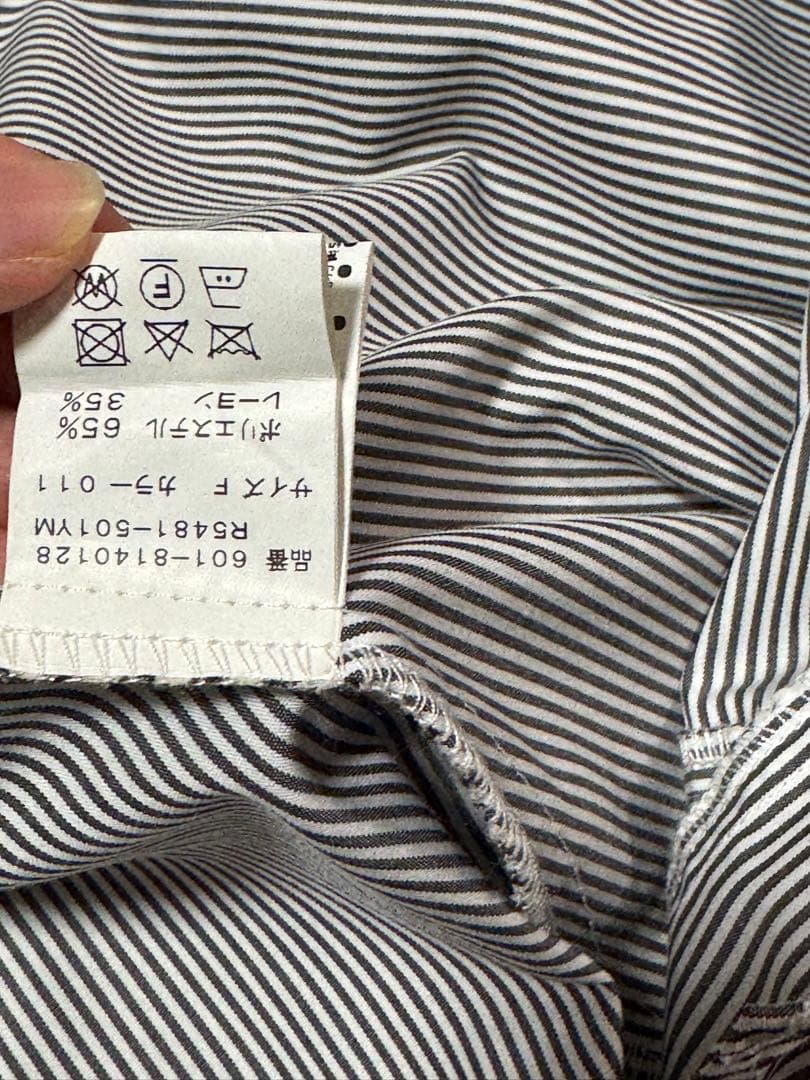 品番 601-8140128
R5481-501YM
サイズ F カラー 011
ポリエステル 65%
レーヨン 35%
F W